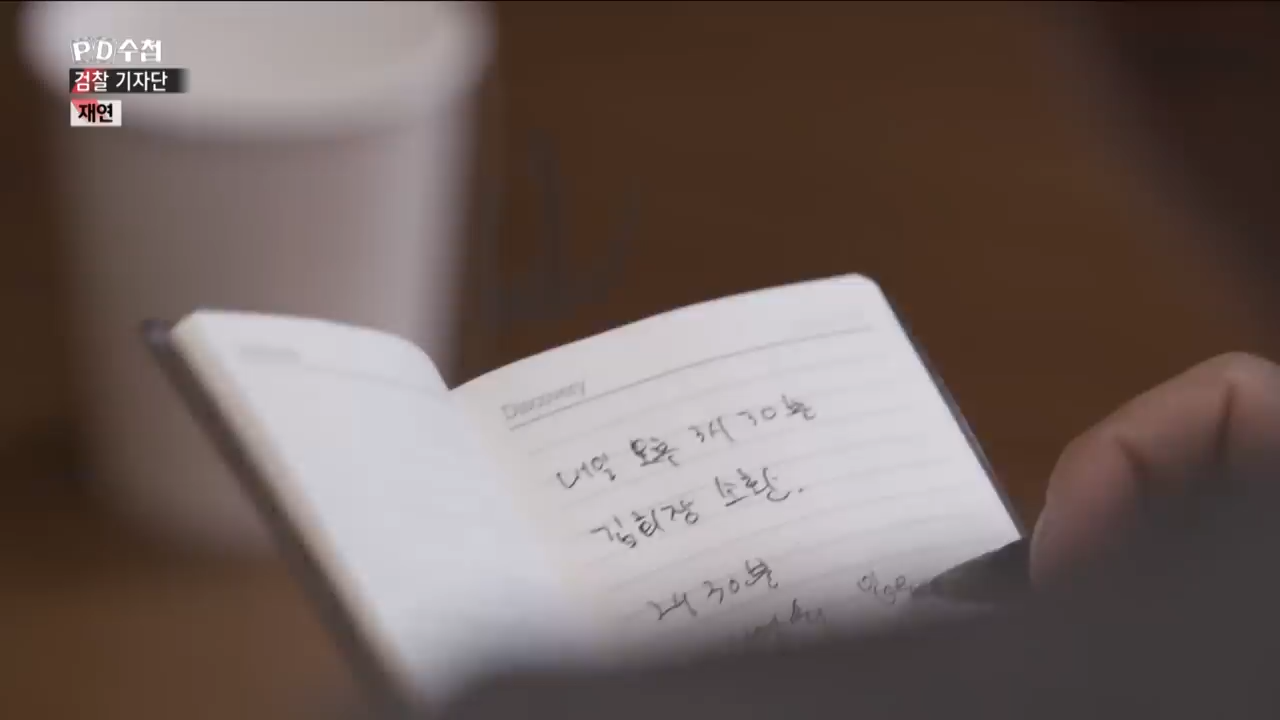 PD수첩
검찰 기자단
재연
Discovery
내일 오후 3시 30분
김회장 소환.
2시 30분